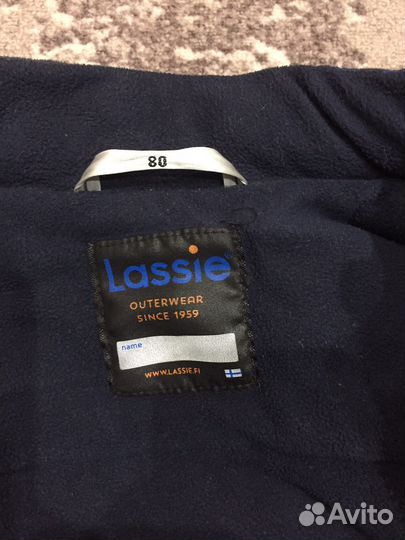 80
Lassie
OUTERWEAR
SINCE 1959
name
WWW.LASSIE.FI
Avito